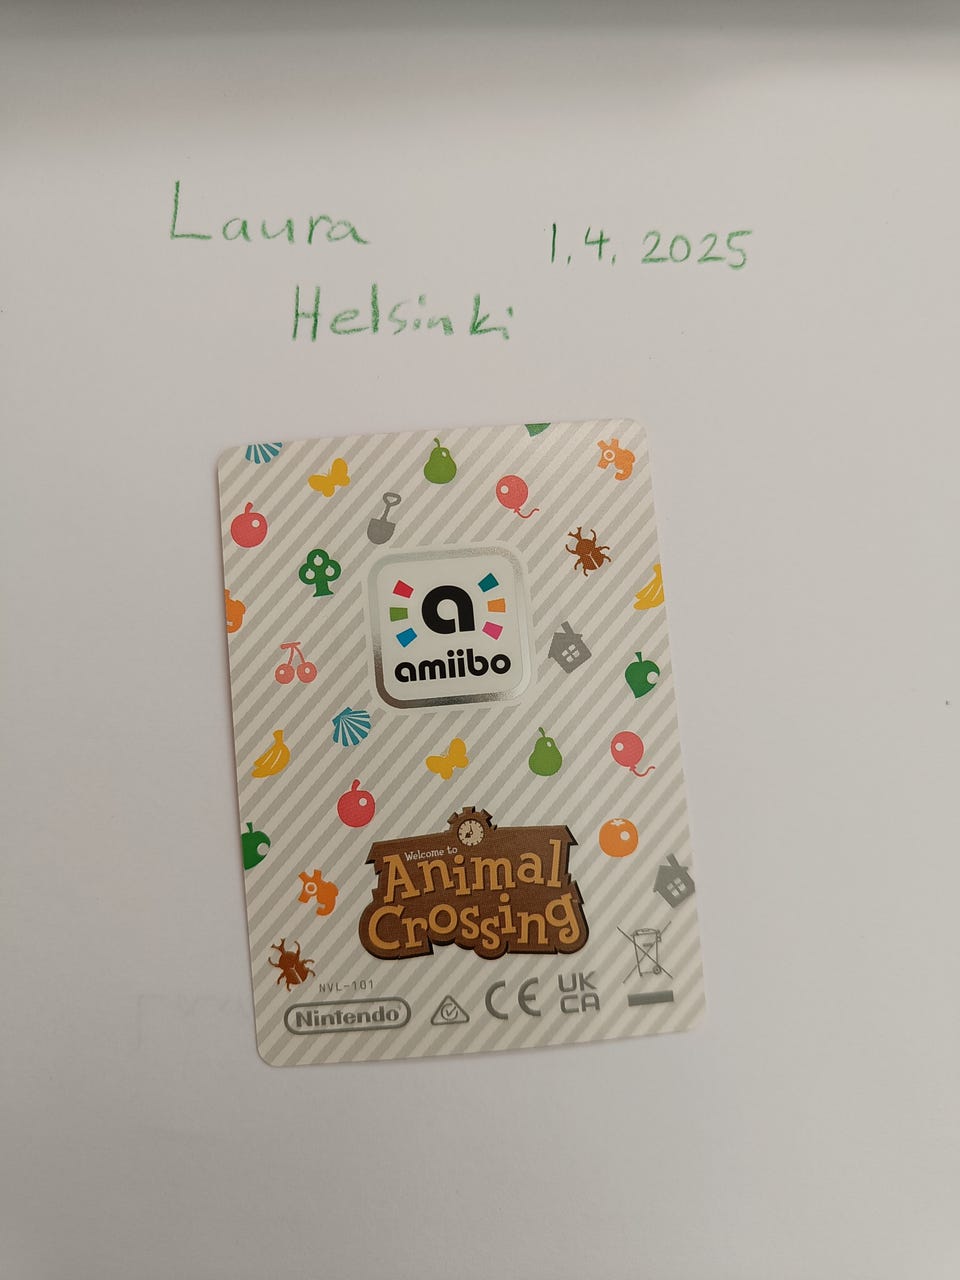 Laura
1.4. 2025
Helsinki
a
amiibo
Welcome to
Animal
Crossing
NVL-101
Nintendo
CE
UK
CA